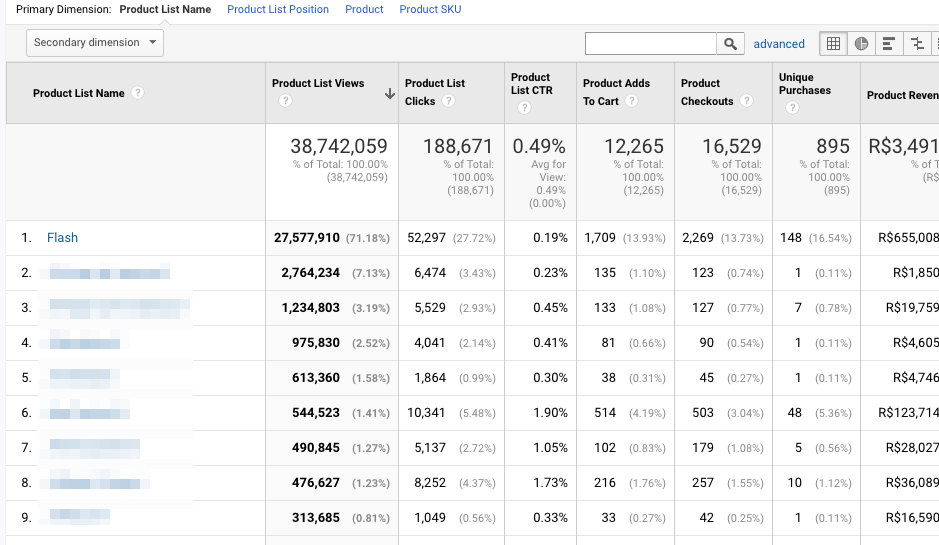 Primary Dimension: Product List Name Product List Position Product Product SKU
Secondary dimension advanced
Product List Name ? Product List Views ? Product List Clicks ? Product List CTR ? Product Adds To Cart ? Product Checkouts ? Unique Purchases ? Product Reven
38,742,059 188,671 0.49% 12,265 16,529 895 R$3,491
% of Total: 100.00% (38,742,059) % of Total: 100.00% (188,671) Avg for View: 0.49% (0.00%) % of Total: 100.00% (12,265) % of Total: 100.00% (16,529) % of Total: 100.00% (895) % of T (R$
1. Flash 27,577,910 (71.18%) 52,297 (27.72%) 0.19% 1,709 (13.93%) 2,269 (13.73%) 148 (16.54%) R$655,008
2. 2,764,234 (7.13%) 6,474 (3.43%) 0.23% 135 (1.10%) 123 (0.74%) 1 (0.11%) R$1,850
3. 1,234,803 (3.19%) 5,529 (2.93%) 0.45% 133 (1.08%) 127 (0.77%) 7 (0.78%) R$19,759
4. 975,830 (2.52%) 4,041 (2.14%) 0.41% 81 (0.66%) 90 (0.54%) 1 (0.11%) R$4,605
5. 613,360 (1.58%) 1,864 (0.99%) 0.30% 38 (0.31%) 45 (0.27%) 1 (0.11%) R$4,746
6. 544,523 (1.41%) 10,341 (5.48%) 1.90% 514 (4.19%) 503 (3.04%) 48 (5.36%) R$123,714
7. 490,845 (1.27%) 5,137 (2.72%) 1.05% 102 (0.83%) 179 (1.08%) 5 (0.56%) R$28,027
8. 476,627 (1.23%) 8,252 (4.37%) 1.73% 216 (1.76%) 257 (1.55%) 10 (1.12%) R$36,089
9. 313,685 (0.81%) 1,049 (0.56%) 0.33% 33 (0.27%) 42 (0.25%) 1 (0.11%) R$16,590